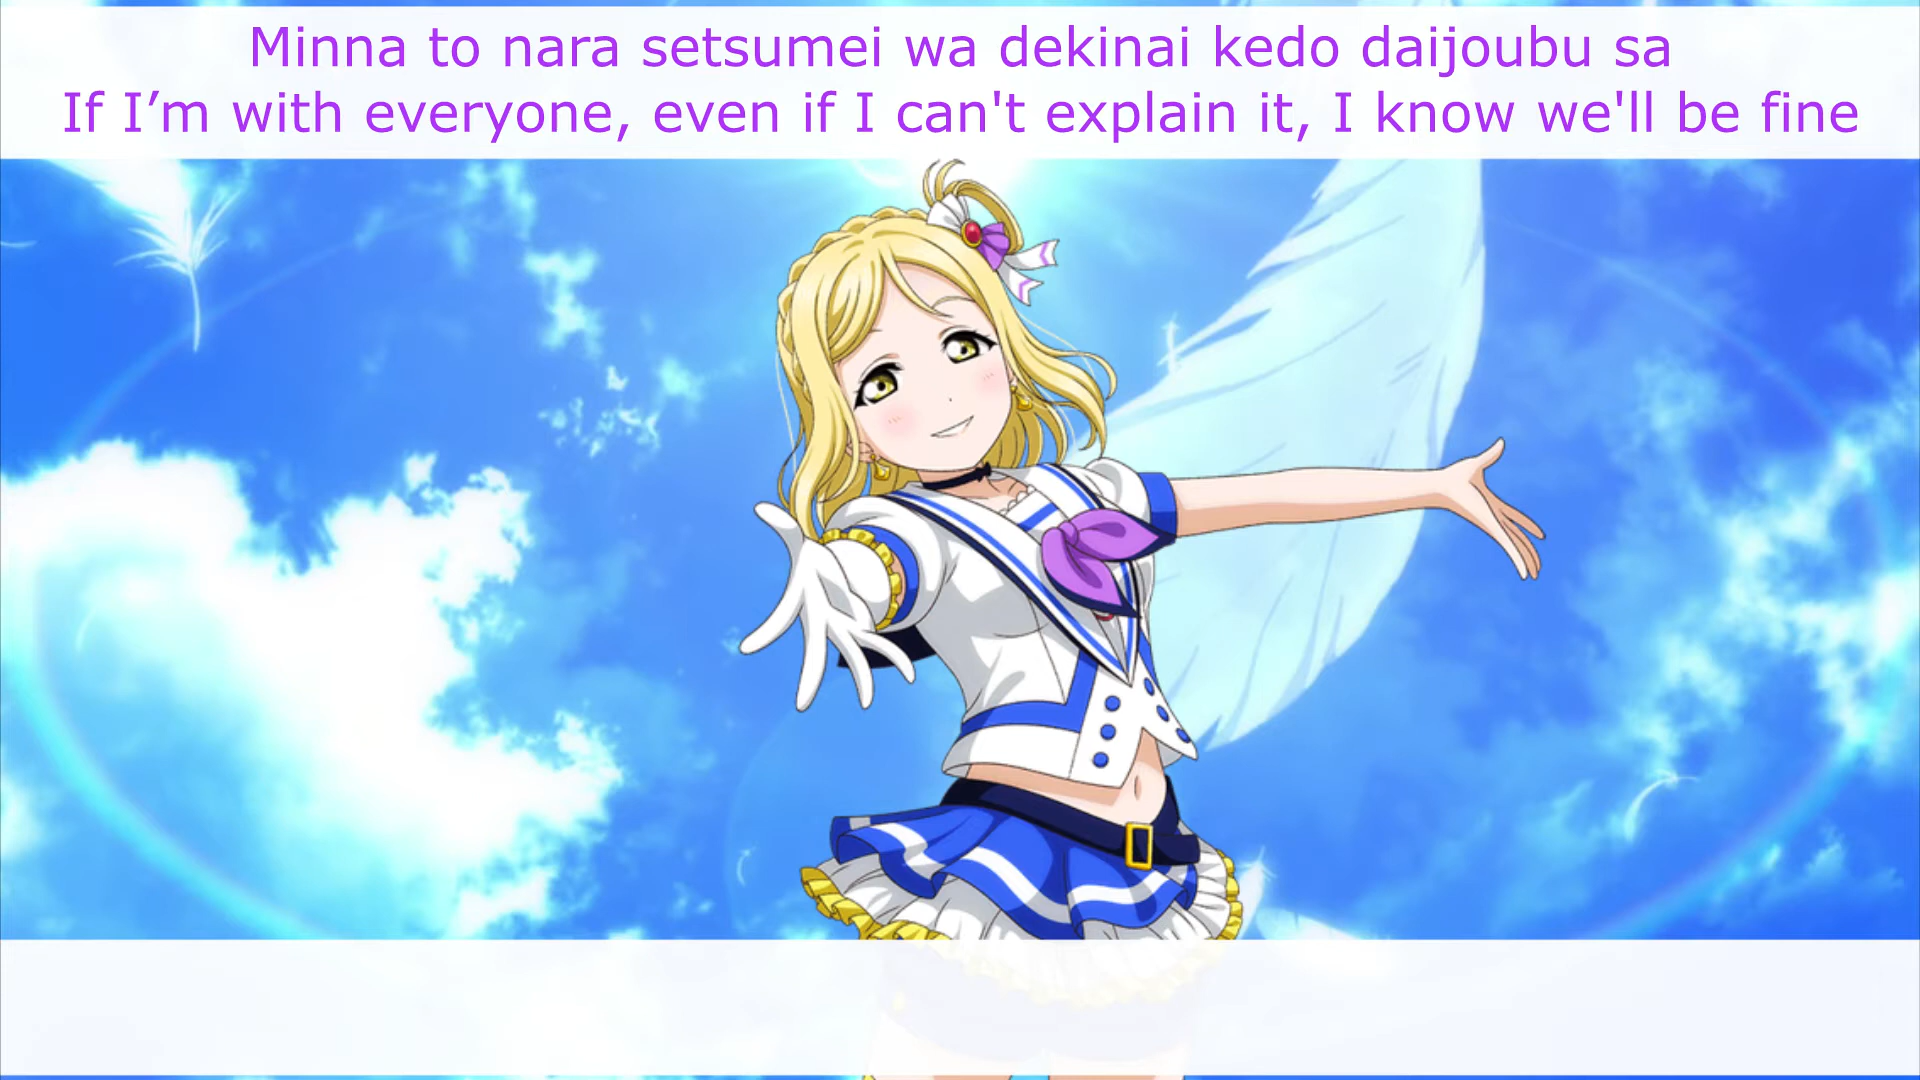 Minna to nara setsumei wa dekinai kedo daijoubu sa
If I’m with everyone, even if I can't explain it, I know we'll be fine